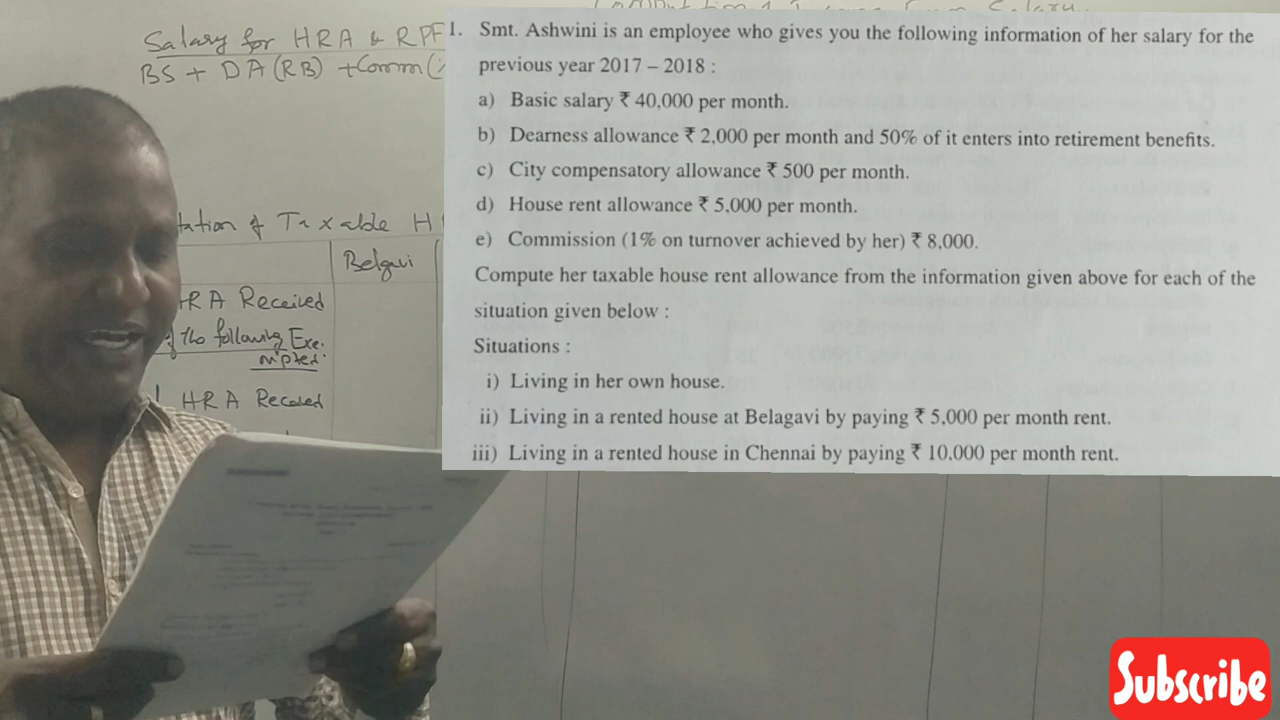 Salary for HRA & RPF
BS + DA (RB) + Comm (
1. Smt. Ashwini is an employee who gives you the following information of her salary for the
previous year 2017 – 2018 :
a) Basic salary ₹ 40,000 per month.
b) Dearness allowance ₹ 2,000 per month and 50% of it enters into retirement benefits.
c) City compensatory allowance ₹ 500 per month.
d) House rent allowance ₹ 5.000 per month.
e) Commission (1% on turnover achieved by her) ₹ 8,000.
Compute her taxable house rent allowance from the information given above for each of the
situation given below :
Situations :
i) Living in her own house.
ii) Living in a rented house at Belagavi by paying ₹ 5,000 per month rent.
iii) Living in a rented house in Chennai by paying ₹ 10.000 per month rent.
tation of Taxable H
Belgavi
HRA Received
of the following Exe.
mpted.
HRA Receved
Subscribe